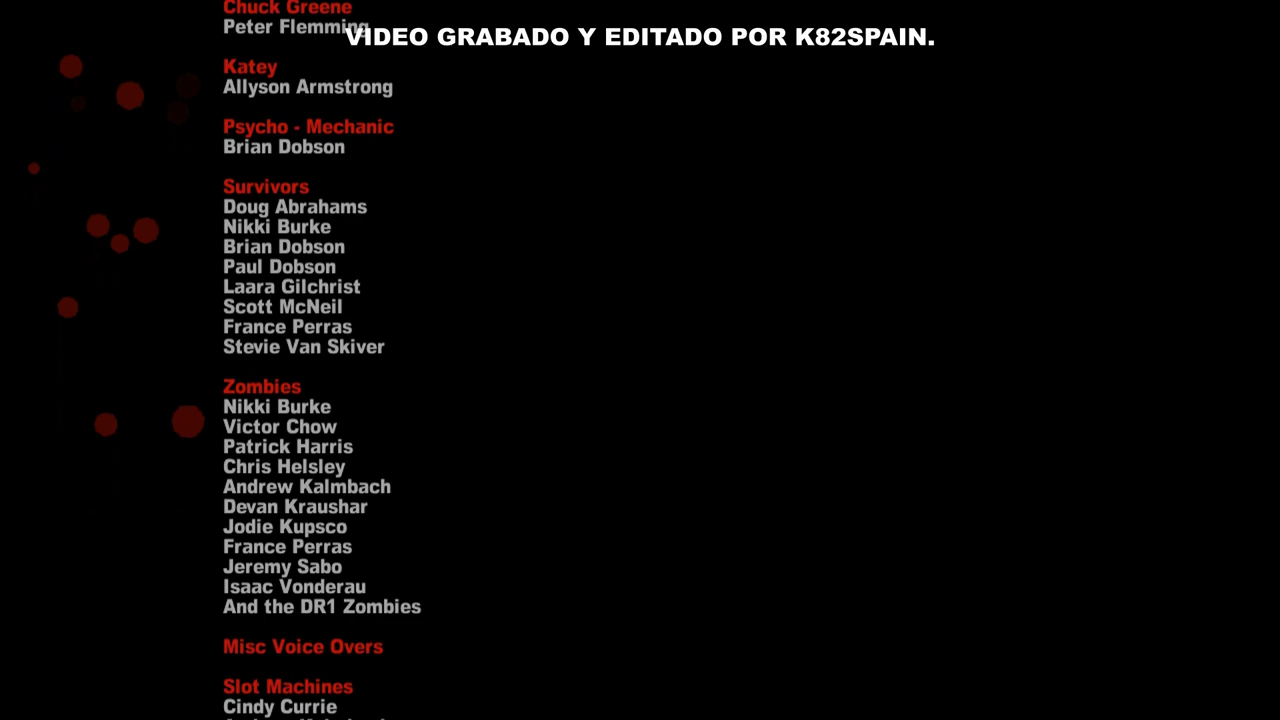 Chuck Greene
Peter Flemming
VIDEO GRABADO Y EDITADO POR K82SPAIN.
Katey
Allyson Armstrong
Psycho - Mechanic
Brian Dobson
Survivors
Doug Abrahams
Nikki Burke
Brian Dobson
Paul Dobson
Laara Gilchrist
Scott McNeil
France Perras
Stevie Van Skiver
Zombies
Nikki Burke
Victor Chow
Patrick Harris
Chris Helsley
Andrew Kalmbach
Devan Kraushar
Jodie Kupsco
France Perras
Jeremy Sabo
Isaac Vonderau
And the DR1 Zombies
Misc Voice Overs
Slot Machines
Cindy Currie